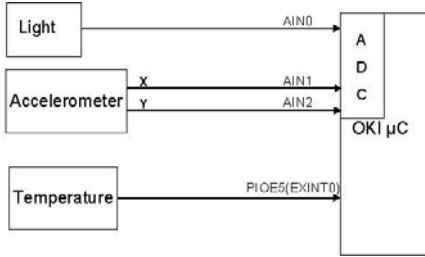 Light
AIN0
A
D
C
X
AIN1
Accelerometer
Y
AIN2
OKI µC
PIOE5(EXINT0)
Temperature